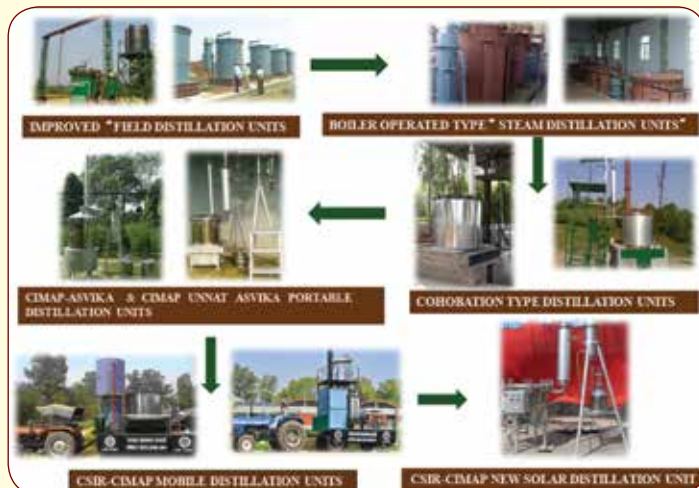 IMPROVED "FIELD DISTILLATION UNITS
BOILER OPERATED TYPE" STEAM DISTILLATION UNITS"
CIMAP-ASVIKA & CIMAP UNNAT ASVIKA PORTABLE
DISTILLATION UNITS
COHOBATION TYPE DISTILLATION UNITS
CSIR-CIMAP MOBILE DISTILLATION UNITS
CSIR-CIMAP NEW SOLAR DISTILLATION UNIT